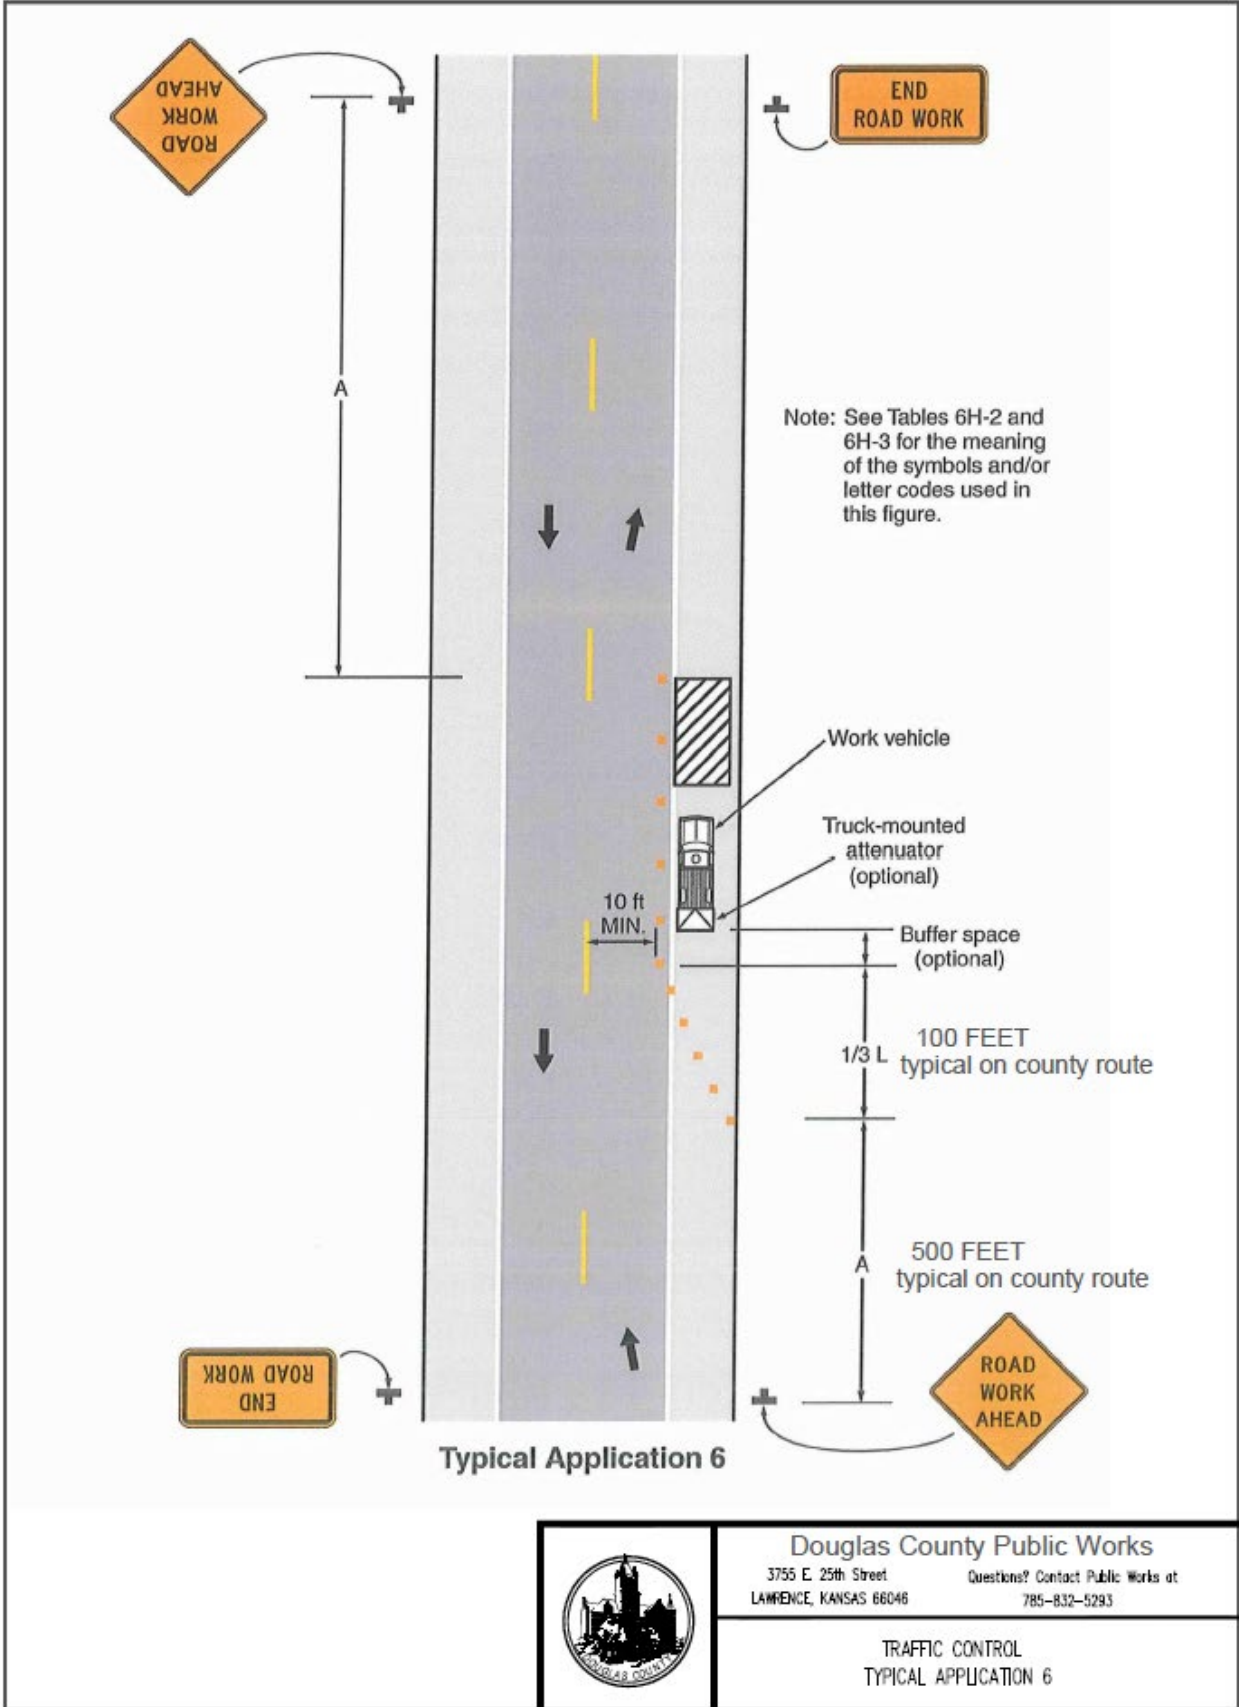 ROAD
WORK
AHEAD
END
ROAD WORK
A
Note: See Tables 6H-2 and
6H-3 for the meaning
of the symbols and/or
letter codes used in
this figure.
Work vehicle
Truck-mounted
attenuator
(optional)
10 ft
MIN.
Buffer space
(optional)
1/3 L
100 FEET
typical on county route
A
500 FEET
typical on county route
END
ROAD WORK
ROAD
WORK
AHEAD
Typical Application 6
DOUGLAS COUNTY
Douglas County Public Works
3755 E. 25th Street
LAWRENCE, KANSAS 66046
Questions? Contact Public Works at
785-832-5293
TRAFFIC CONTROL
TYPICAL APPLICATION 6